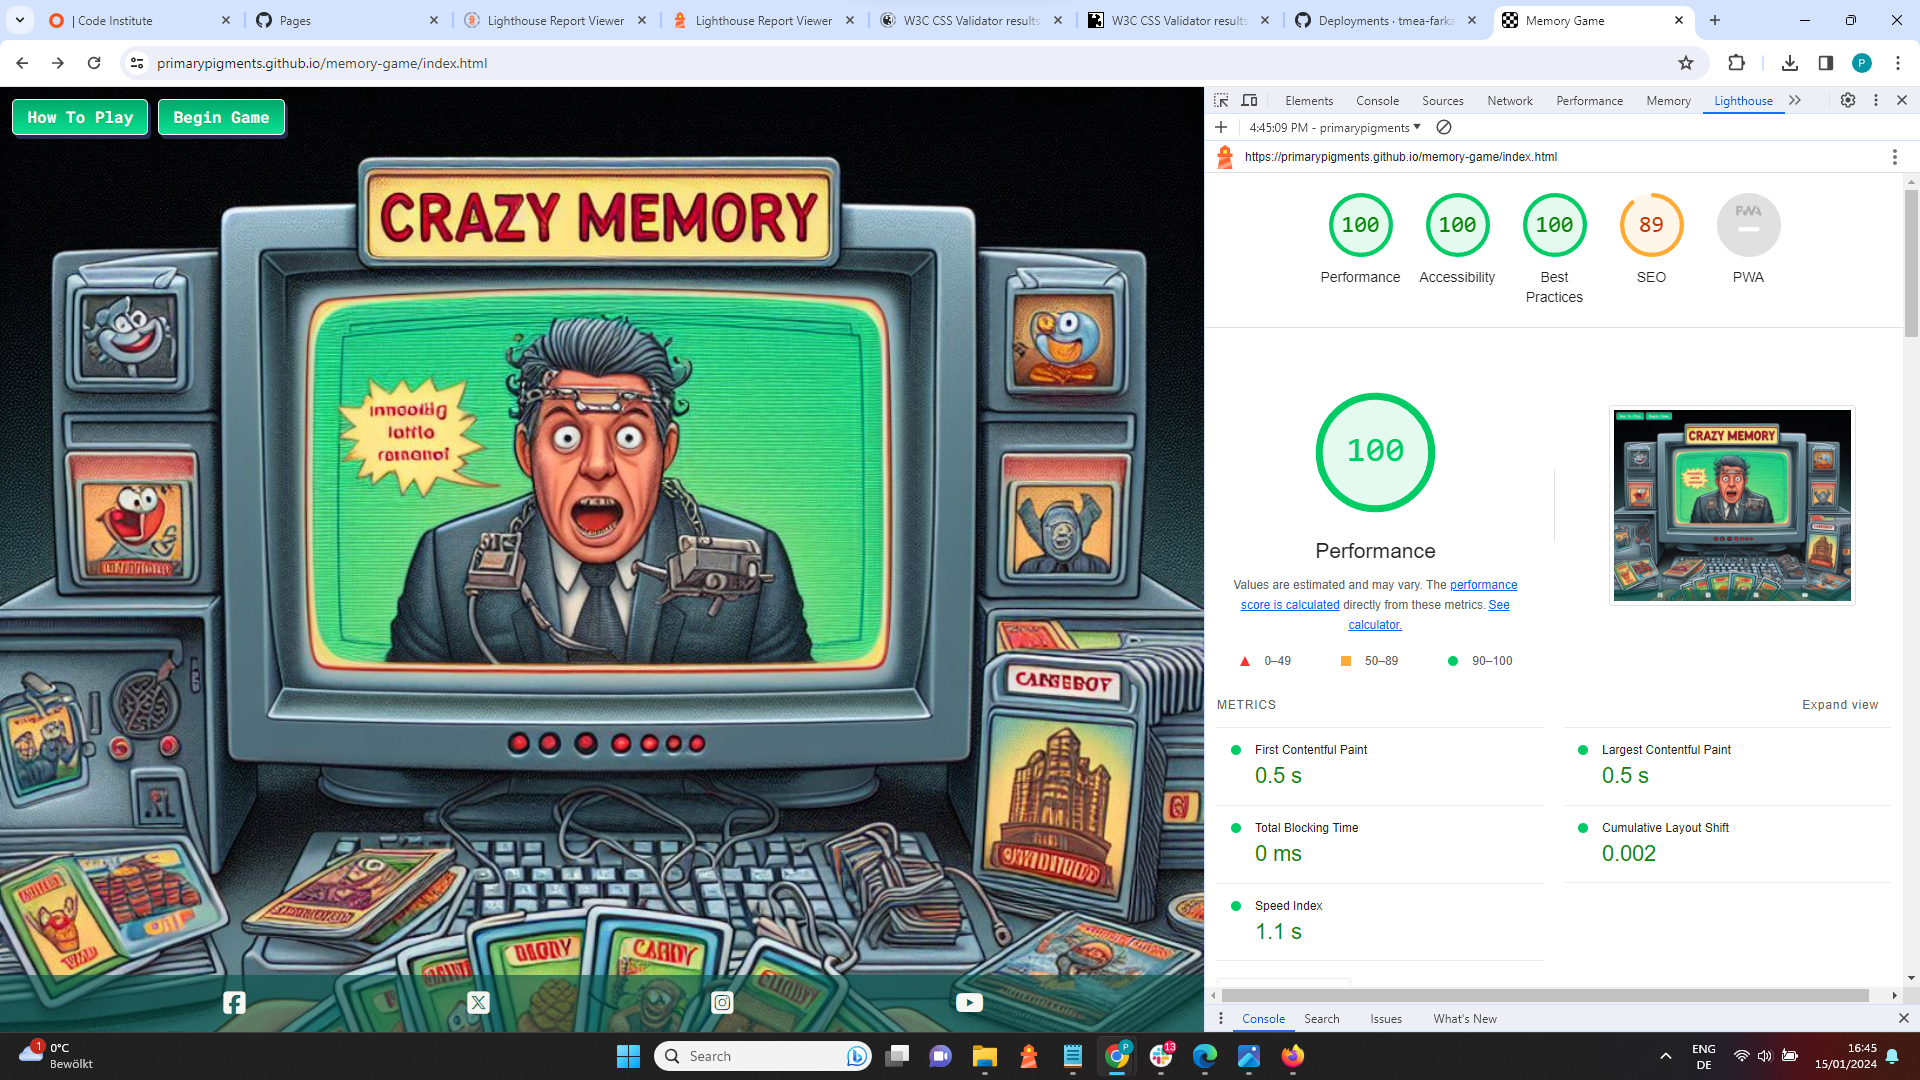 | Code Institute
Pages
Lighthouse Report Viewer
Lighthouse Report Viewer
W3C CSS Validator results
W3C CSS Validator results
Deployments · tmea-farka
Memory Game
primarypigments.github.io/memory-game/index.html
P
How To Play
Begin Game
CRAZY MEMORY
Elements
Console
Sources
Network
Performance
Memory
Lighthouse
4:45:09 PM - primarypigments
https://primarypigments.github.io/memory-game/index.html
100
100
100
89
PWA
Performance
Accessibility
Best
Practices
SEO
PWA
100
CRAZY MEMORY
Performance
Values are estimated and may vary. The performance
score is calculated directly from these metrics. See
calculator.
0–49
50–89
90–100
METRICS
Expand view
First Contentful Paint
0.5 s
Largest Contentful Paint
0.5 s
Total Blocking Time
0 ms
Cumulative Layout Shift
0.002
Speed Index
1.1 s
Console
Search
Issues
What's New
1
0°C
Bewölkt
Search
P
13
ENG
DE
16:45
15/01/2024